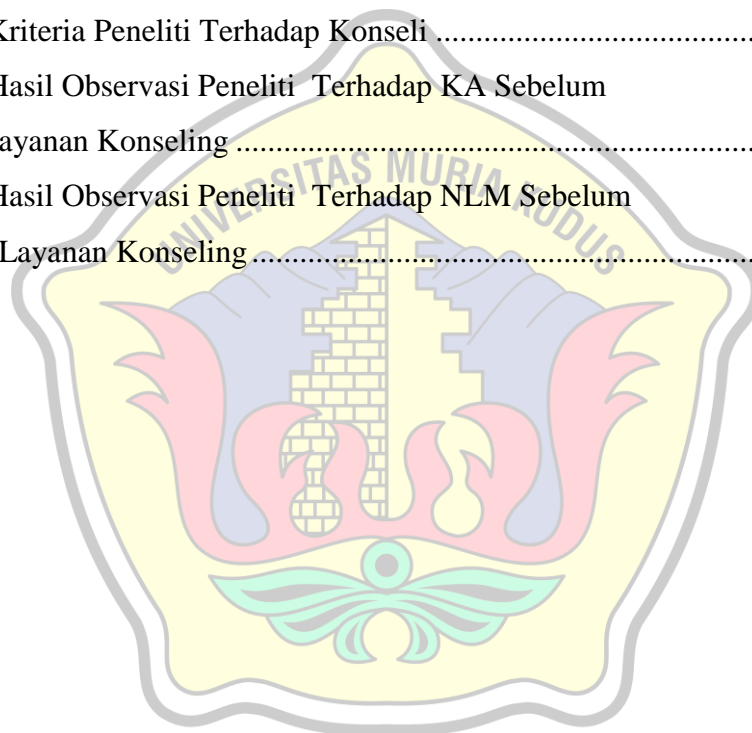 Kriteria Peneliti Terhadap Konseli ..................................
Hasil Observasi Peneliti Terhadap KA Sebelum
ayanan Konseling ........................................................
Hasil Observasi Peneliti Terhadap NLM Sebelum
Layanan Konseling ......................................................
UNIVERSITAS MURIA KUDUS